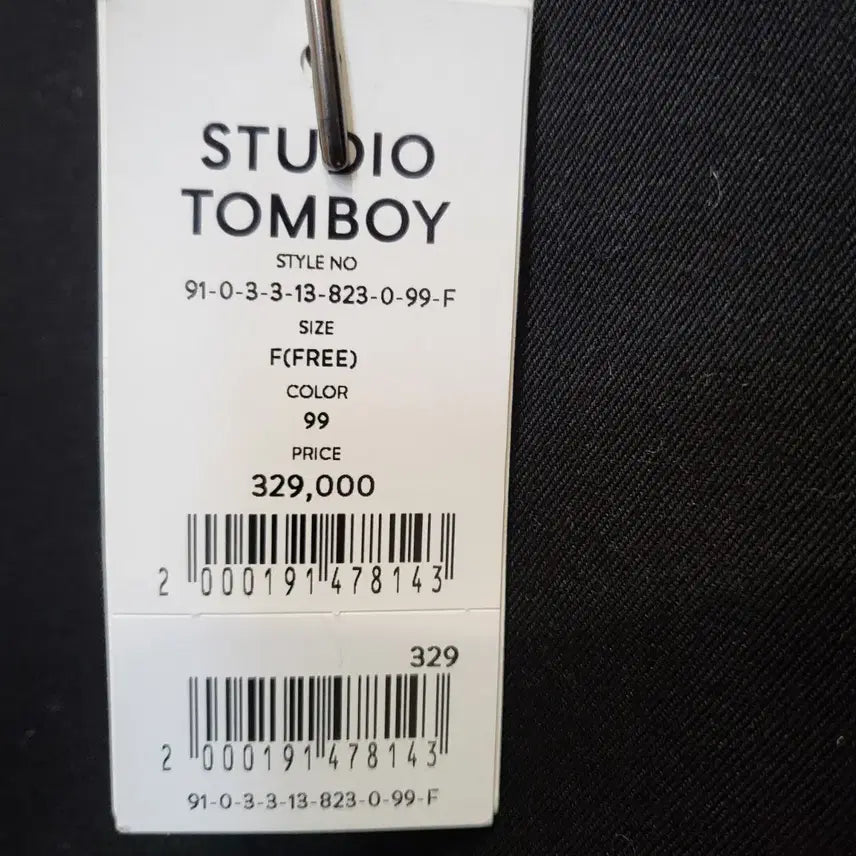 STUDIO
TOMBOY
STYLE NO
91-0-3-3-13-823-0-99-F
SIZE
F(FREE)
COLOR
99
PRICE
329,000
2 000191 478143
329
2 000191 478143
91-0-3-3-13-823-0-99-F